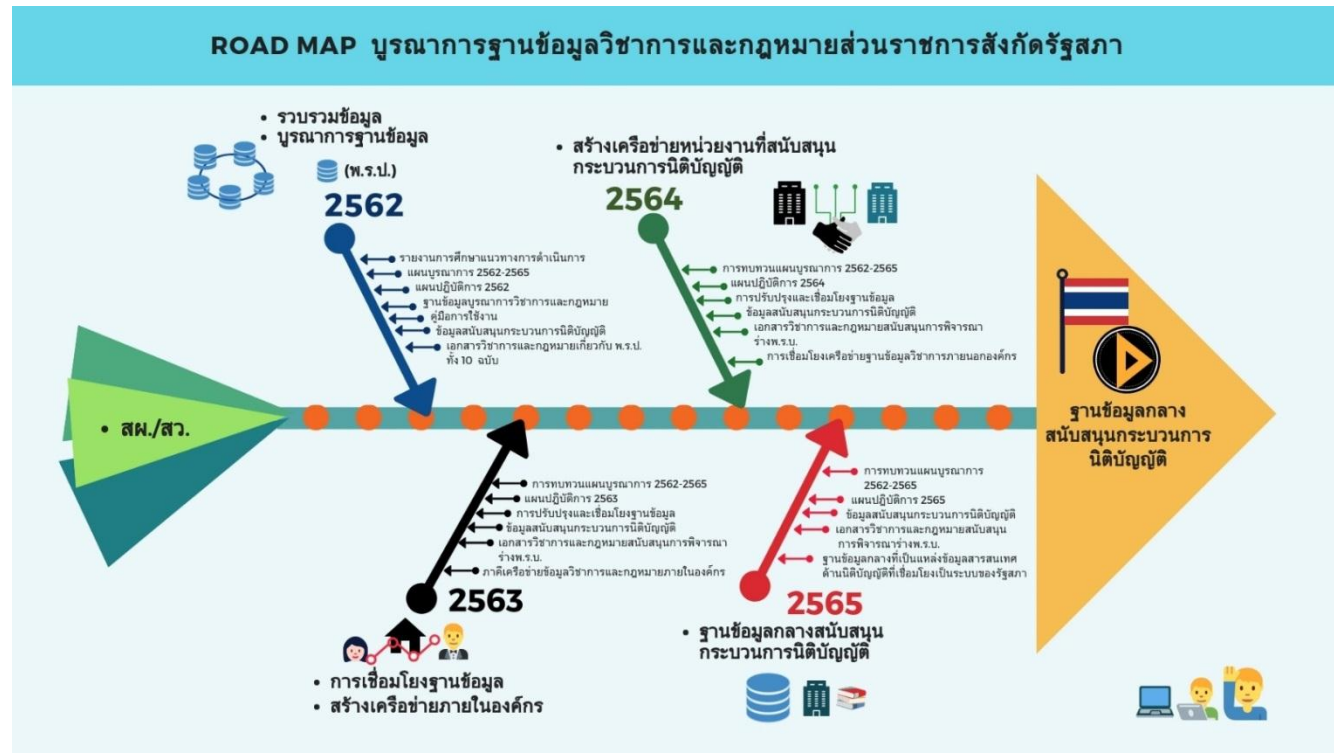 ROAD MAP บูรณาการฐานข้อมูลวิชาการและกฎหมายส่วนราชการสังกัดรัฐสภา
• รวบรวมข้อมูล
• บูรณาการฐานข้อมูล
(พ.ร.ป.)
2562
รายงานการศึกษาแนวทางการดำเนินการ
แผนบูรณาการ 2562-2565
แผนปฎิบัติการ 2562
ฐานข้อมูลบูรณาการวิชาการและกฎหมาย
คู่มือการใช้งาน
ข้อมูลสนับสนุนกระบวนการนิติบัญญัติ
เอกสารวิชาการและกฎหมายเกี่ยวกับ พ.ร.ป.
ทั้ง 10 ฉบับ
• สร้างเครือข่ายหน่วยงานที่สนับสนุน
กระบวนการนิติบัญญัติ
2564
การทบทวนแผนบูรณาการ 2562-2565
แผนปฎิบัติการ 2564
การปรับปรุงและเชื่อมโยงฐานข้อมูล
ข้อมูลสนับสนุนกระบวนการนิติบัญญัติ
เอกสารวิชาการและกฎหมายสนับสนุนการพิจารณา
ร่างพ.ร.บ.
การเชื่อมโยงเครือข่ายฐานข้อมูลวิชาการภายนอกองค์กร
• สผ./สว.
ฐานข้อมูลกลาง
สนับสนุนกระบวนการ
นิติบัญญัติ
การทบทวนแผนบูรณาการ 2562-2565
แผนปฎิบัติการ 2563
การปรับปรุงและเชื่อมโยงฐานข้อมูล
ข้อมูลสนับสนุนกระบวนการนิติบัญญัติ
เอกสารวิชาการและกฎหมายสนับสนุนการพิจารณา
ร่างพ.ร.บ.
ภาคีเครือข่ายข้อมูลวิชาการและกฎหมายภายในองค์กร
2563
• การเชื่อมโยงฐานข้อมูล
• สร้างเครือข่ายภายในองค์กร
การทบทวนแผนบูรณาการ
2562-2565
แผนปฎิบัติการ 2565
ข้อมูลสนับสนุนกระบวนการนิติบัญญัติ
เอกสารวิชาการและกฎหมายสนับสนุน
การพิจารณาร่างพ.ร.บ.
ฐานข้อมูลกลางที่เป็นแหล่งข้อมูลสารสนเทศ
ด้านนิติบัญญัติที่เชื่อมโยงเป็นระบบของรัฐสภา
2565
• ฐานข้อมูลกลางสนับสนุน
กระบวนการนิติบัญญัติ